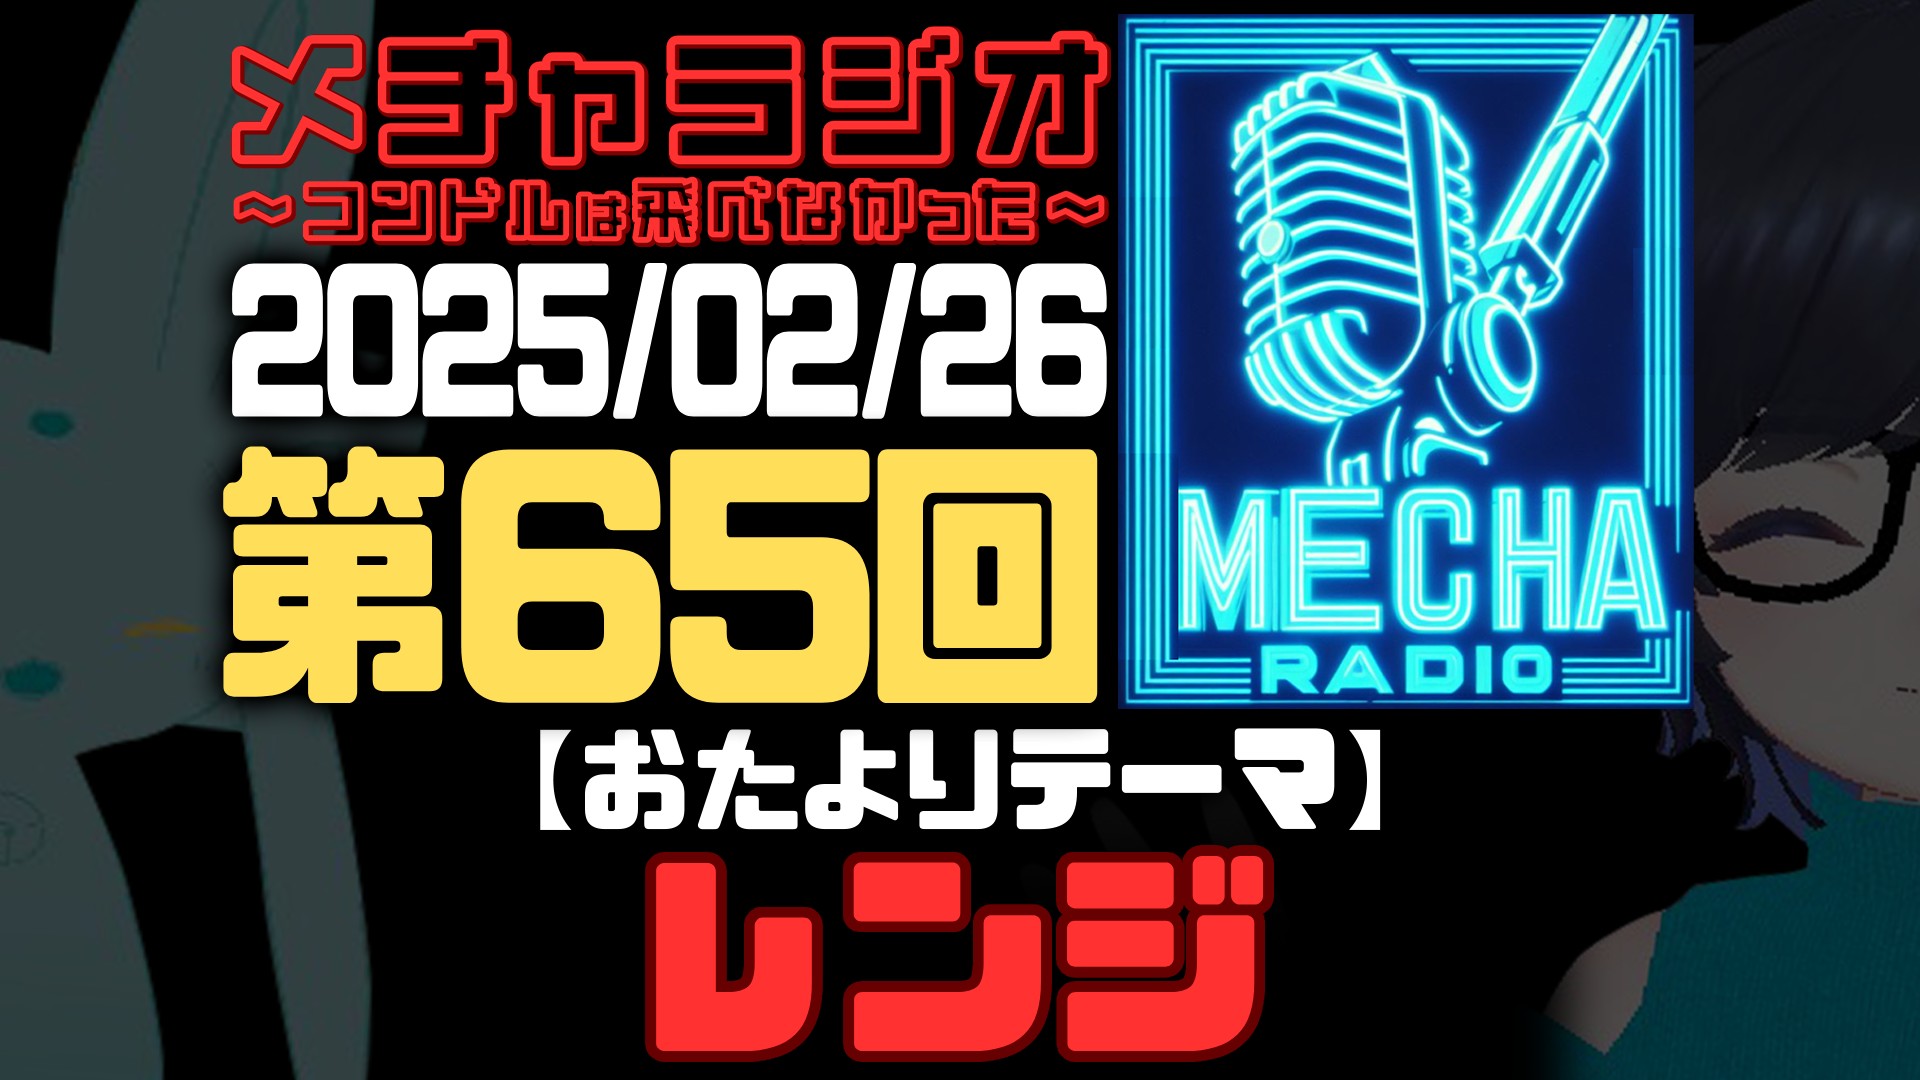 メチャラジオ
～コンドルは飛べなかった～
2025/02/26
第65回
MECHA
RADIO
【おたよりテーマ】
レンジ